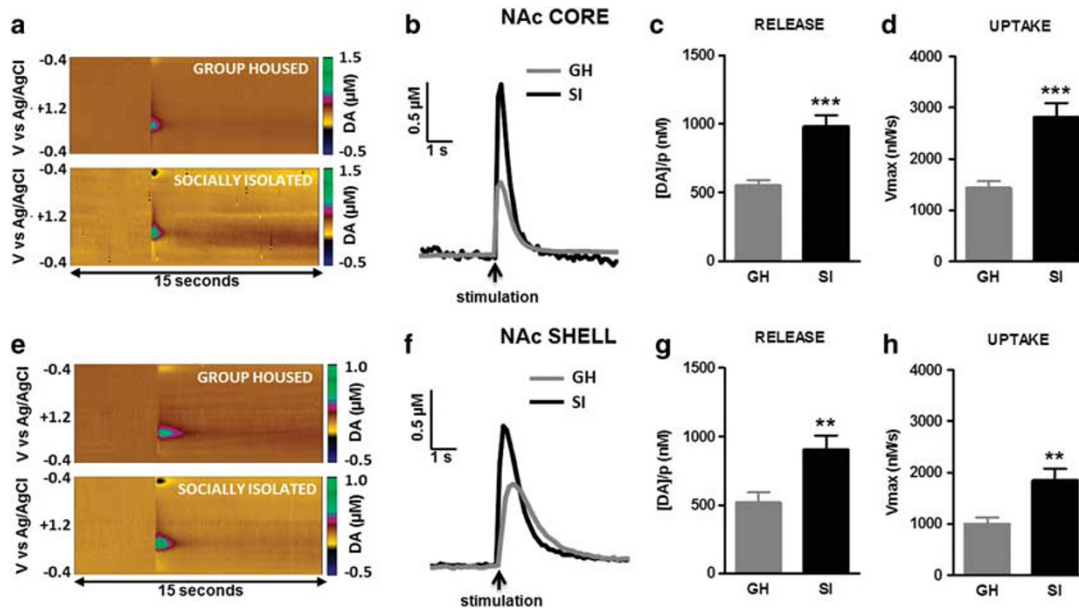 a
V vs Ag/AgCl
-0.4
+1.2
-0.4
GROUP HOUSED
1.5
DA (µM)
-0.5
V vs Ag/AgCl
-0.4
+1.2
-0.4
SOCIALLY ISOLATED
1.5
DA (µM)
-0.5
15 seconds
b
NAc CORE
0.5 µM
1 s
GH
SI
stimulation
c
RELEASE
[DA]/p (nM)
1500
1000
500
0
***
GH
SI
d
UPTAKE
Vmax (nM/s)
4000
3000
2000
1000
0
***
GH
SI
e
V vs Ag/AgCl
-0.4
+1.2
-0.4
GROUP HOUSED
1.0
DA (µM)
-0.5
V vs Ag/AgCl
-0.4
+1.2
-0.4
SOCIALLY ISOLATED
1.0
DA (µM)
-0.5
15 seconds
f
NAc SHELL
0.5 µM
1 s
GH
SI
stimulation
g
RELEASE
[DA]/p (nM)
1500
1000
500
0
**
GH
SI
h
UPTAKE
Vmax (nM/s)
4000
3000
2000
1000
0
**
GH
SI